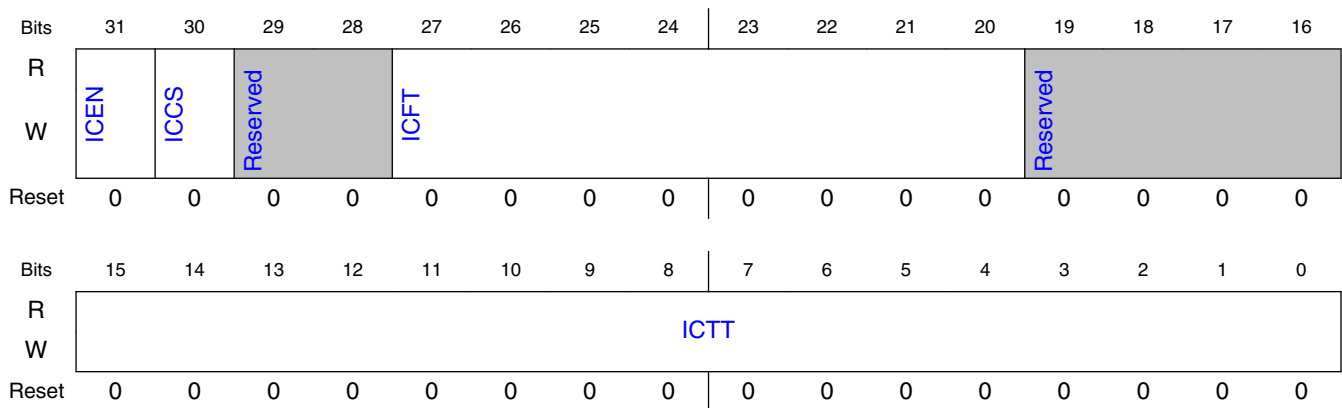 Bits 31 30 29 28 27 26 25 24 23 22 21 20 19 18 17 16
R
W
ICEN ICCS Reserved ICFT Reserved
Reset 0 0 0 0 0 0 0 0 0 0 0 0 0 0 0 0
Bits 15 14 13 12 11 10 9 8 7 6 5 4 3 2 1 0
R
W
ICTT
Reset 0 0 0 0 0 0 0 0 0 0 0 0 0 0 0 0